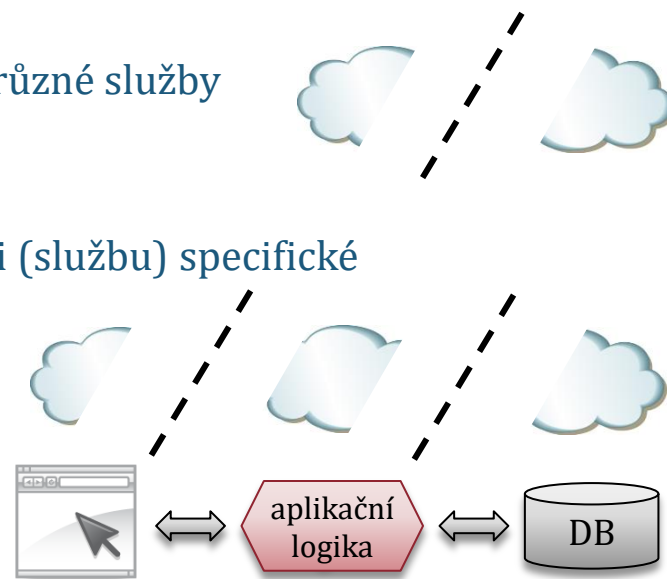 různé služby
i (službu) specifické
aplikační
logika
DB